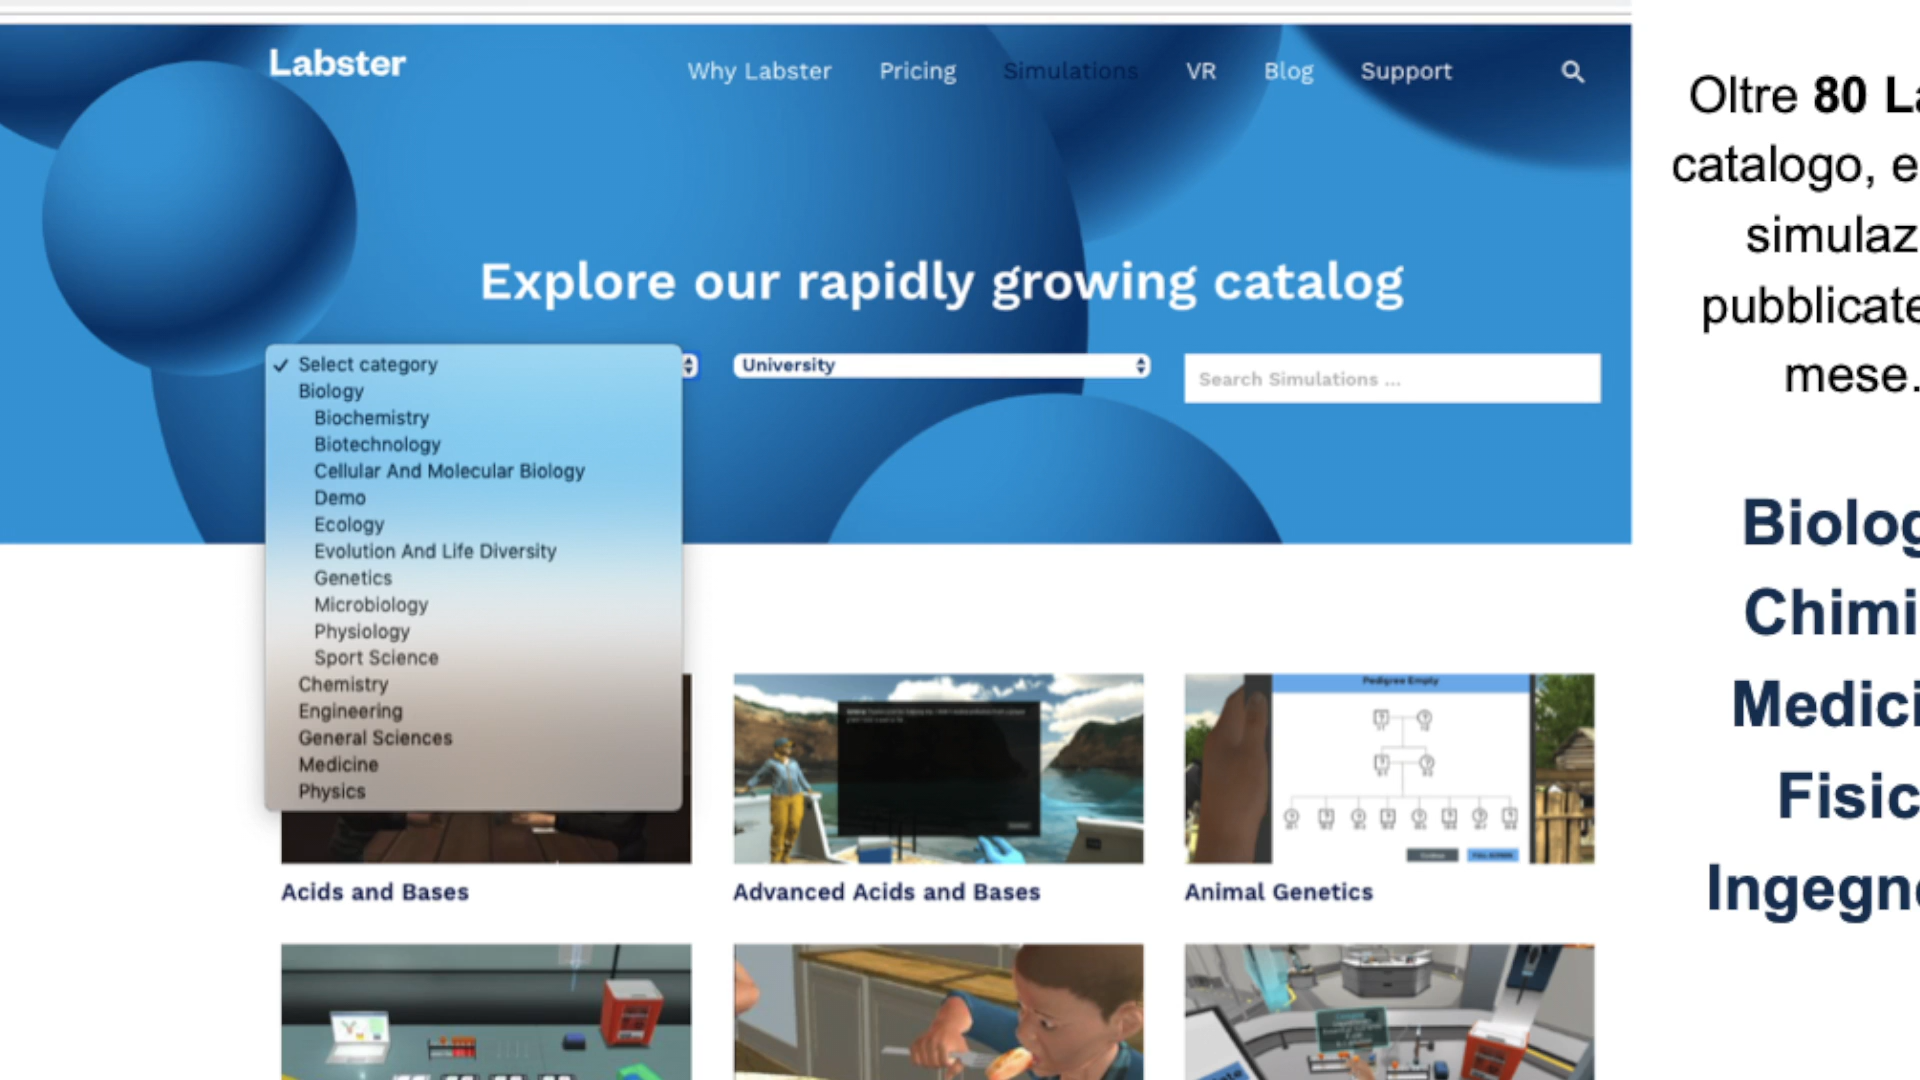 Labster
Why Labster Pricing Simulations VR Blog Support
Explore our rapidly growing catalog
✓ Select category
Biology
Biochemistry
Biotechnology
Cellular And Molecular Biology
Demo
Ecology
Evolution And Life Diversity
Genetics
Microbiology
Physiology
Sport Science
Chemistry
Engineering
General Sciences
Medicine
Physics
University
Search Simulations ...
Pedigree Empty
Acids and Bases
Advanced Acids and Bases
Animal Genetics
Oltre 80 La
catalogo, e
simulaz
pubblicate
mese.
Biolog
Chimi
Medici
Fisic
Ingegne